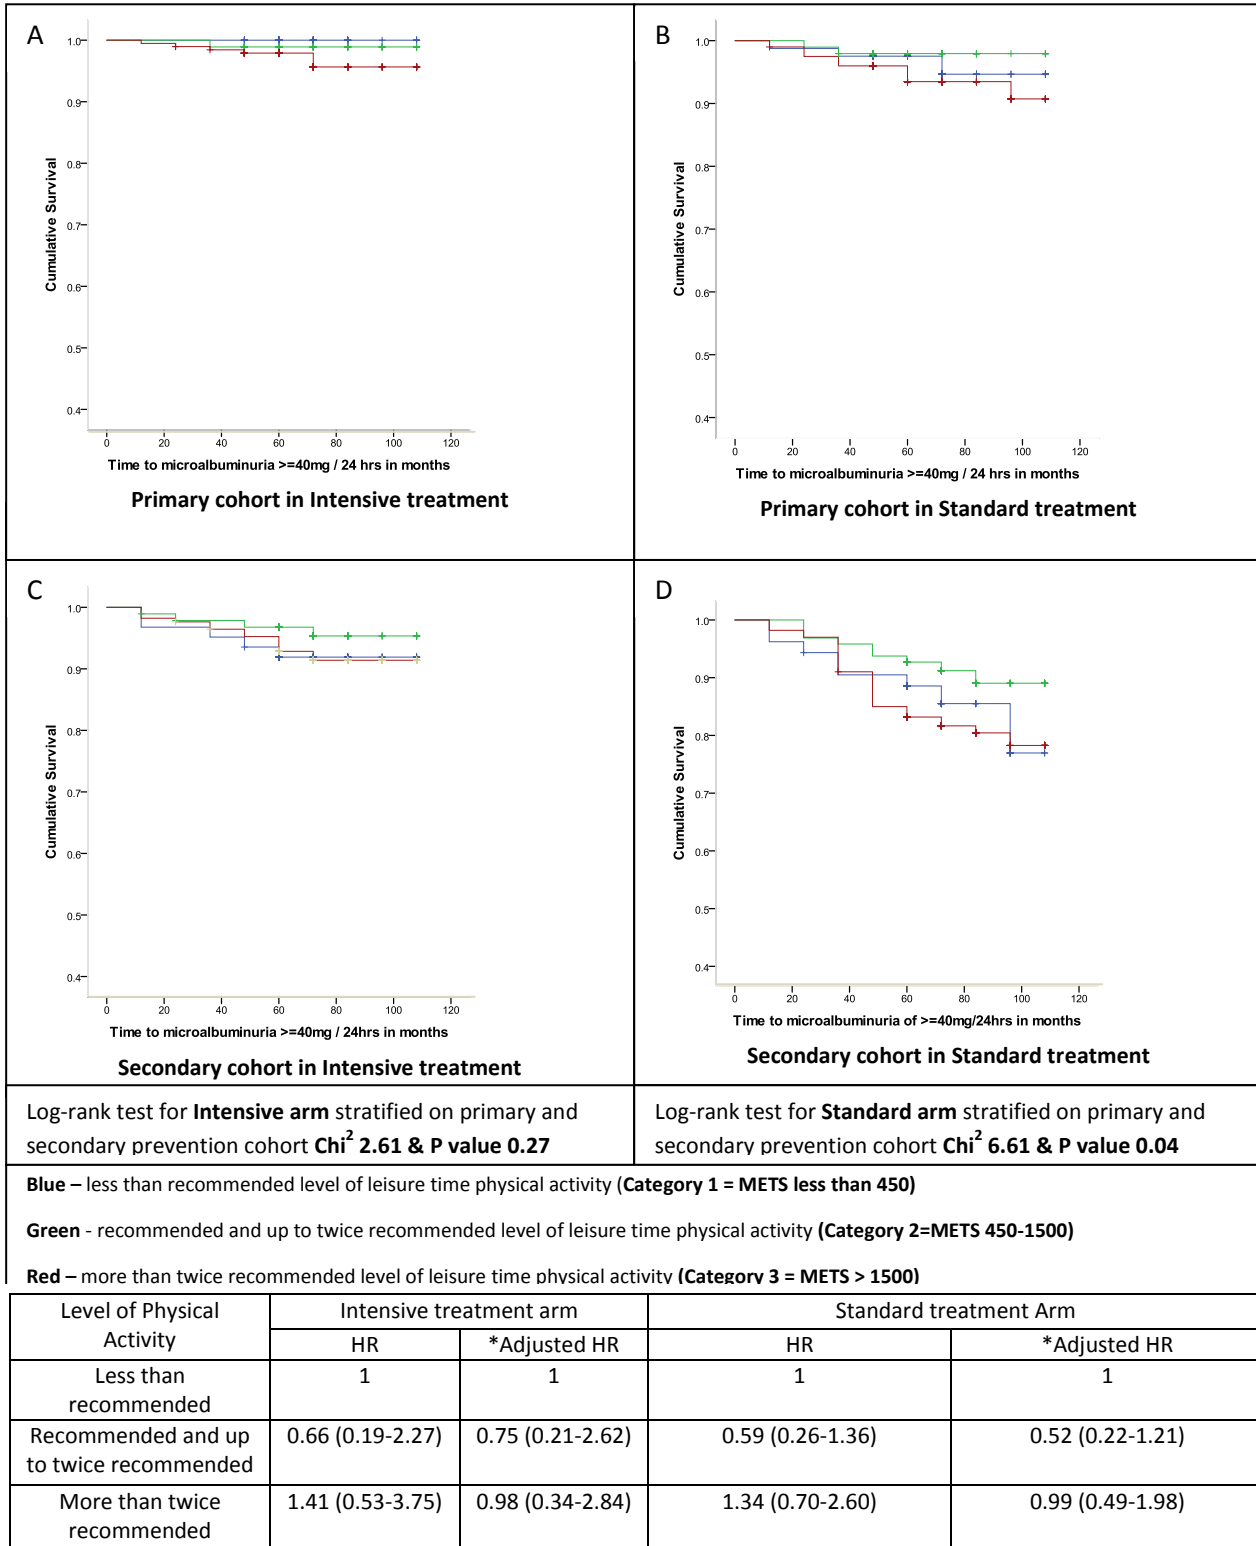 A
1.0
0.9
0.8
0.7
0.6
0.5
0.4
Cumulative Survival
0 20 40 60 80 100 120
Time to microalbuminuria >=40mg / 24 hrs in months
Primary cohort in Intensive treatment
B
1.0
0.9
0.8
0.7
0.6
0.5
0.4
Cumulative Survival
0 20 40 60 80 100 120
Time to microalbuminuria >=40mg / 24 hrs in months
Primary cohort in Standard treatment
C
1.0
0.9
0.8
0.7
0.6
0.5
0.4
Cumulative Survival
0 20 40 60 80 100 120
Time to microalbuminuria >=40mg / 24hrs in months
Secondary cohort in Intensive treatment
D
1.0
0.9
0.8
0.7
0.6
0.5
0.4
Cumulative Survival
0 20 40 60 80 100 120
Time to microalbuminuria of >=40mg/24hrs in months
Secondary cohort in Standard treatment
Log-rank test for Intensive arm stratified on primary and
secondary prevention cohort Chi² 2.61 & P value 0.27
Log-rank test for Standard arm stratified on primary and
secondary prevention cohort Chi² 6.61 & P value 0.04
Blue – less than recommended level of leisure time physical activity (Category 1 = METS less than 450)
Green - recommended and up to twice recommended level of leisure time physical activity (Category 2=METS 450-1500)
Red – more than twice recommended level of leisure time physical activity (Category 3 = METS > 1500)
Level of Physical
Activity
Intensive treatment arm
Standard treatment Arm
HR *Adjusted HR HR *Adjusted HR
Less than
recommended
1 1 1 1
Recommended and up
to twice recommended
0.66 (0.19-2.27) 0.75 (0.21-2.62) 0.59 (0.26-1.36) 0.52 (0.22-1.21)
More than twice
recommended
1.41 (0.53-3.75) 0.98 (0.34-2.84) 1.34 (0.70-2.60) 0.99 (0.49-1.98)